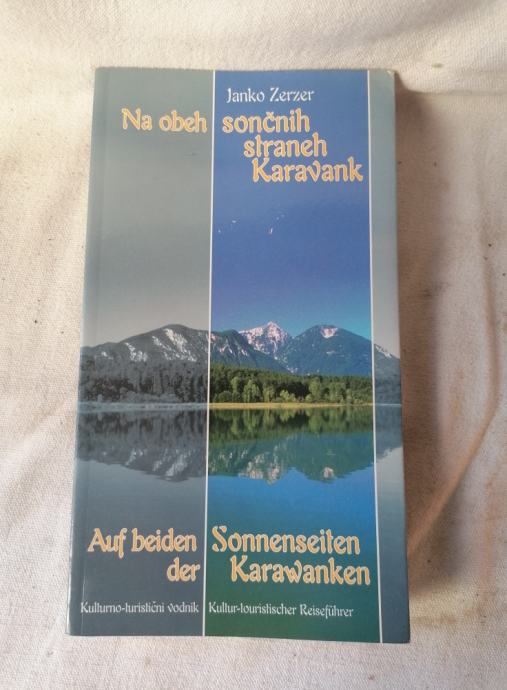 Janko Zerzer
Na obeh sončnih
straneh
Karavank
Auf beiden Sonnenseiten
der Karawanken
Kulturno-turistični vodnik Kultur-touristischer Reiseführer